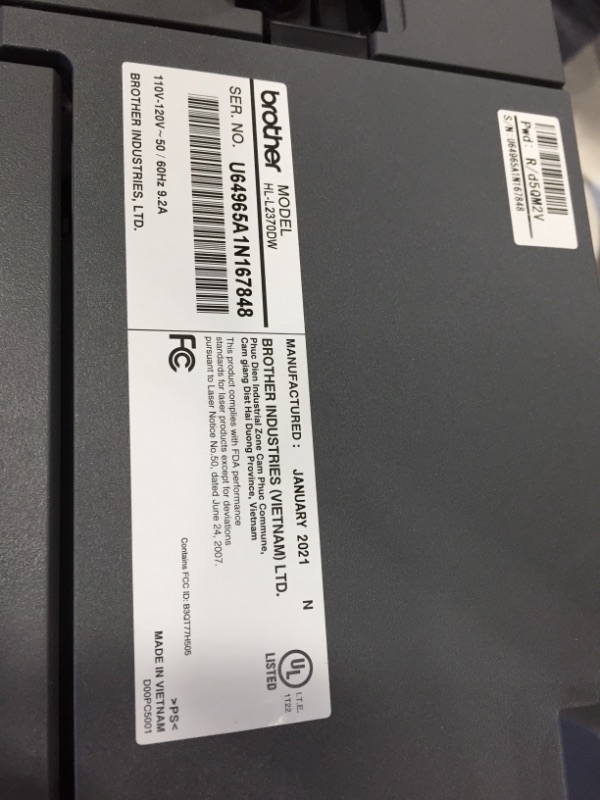 brother
MODEL
HL-L2370DW
SER. NO. U64965A1N167848
110V-120V~ 50 / 60Hz 9.2A
BROTHER INDUSTRIES, LTD.
MANUFACTURED : JANUARY 2021 N
BROTHER INDUSTRIES (VIETNAM) LTD.
Phuc Dien Industrial Zone Cam Phuc Commune,
Cam giang Dist Hai Duong Province, Vietnam
This product complies with FDA performance
standards for laser products except for deviations
pursuant to Laser Notice No.50, dated June 24, 2007.
FC
Contains FCC ID: B3QT77H505
UL
LISTED
I.T.E.
1T22
>PS<
MADE IN VIETNAM
D00PC5001
Pwd: R/d5QM2V
S/N:U64965A1N167848